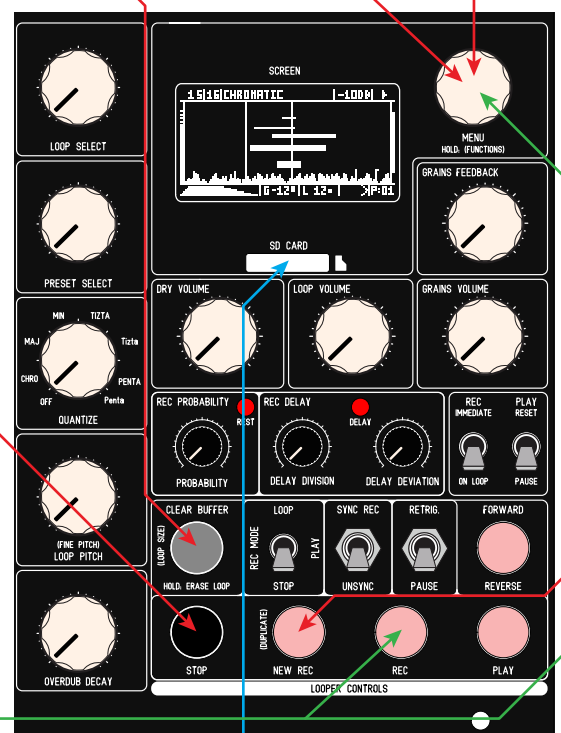 SCREEN
15|16|CHROMATIC
LOOP SELECT
MENU
HOLD: (FUNCTIONS)
GRAINS FEEDBACK
G-12
L 12
P:01
SD CARD
PRESET SELECT
DRY VOLUME
LOOP VOLUME
GRAINS VOLUME
MIN
TIZTA
MAJ
Tizta
CHRO
PENTA
OFF
Penta
QUANTIZE
REC PROBABILITY
REST
PROBABILITY
REC DELAY
DELAY
DELAY DIVISION
DELAY DEVIATION
REC
IMMEDIATE
PLAY
RESET
ON LOOP
PAUSE
(FINE PITCH)
LOOP PITCH
CLEAR BUFFER
(LOOP SIZE)
HOLD: ERASE LOOP
LOOP
REC MODE
PLAY
STOP
SYNC REC
UNSYNC
RETRIG.
PAUSE
FORWARD
REVERSE
OVERDUB DECAY
STOP
(DUPLICATE)
NEW REC
REC
PLAY
LOOPER CONTROLS